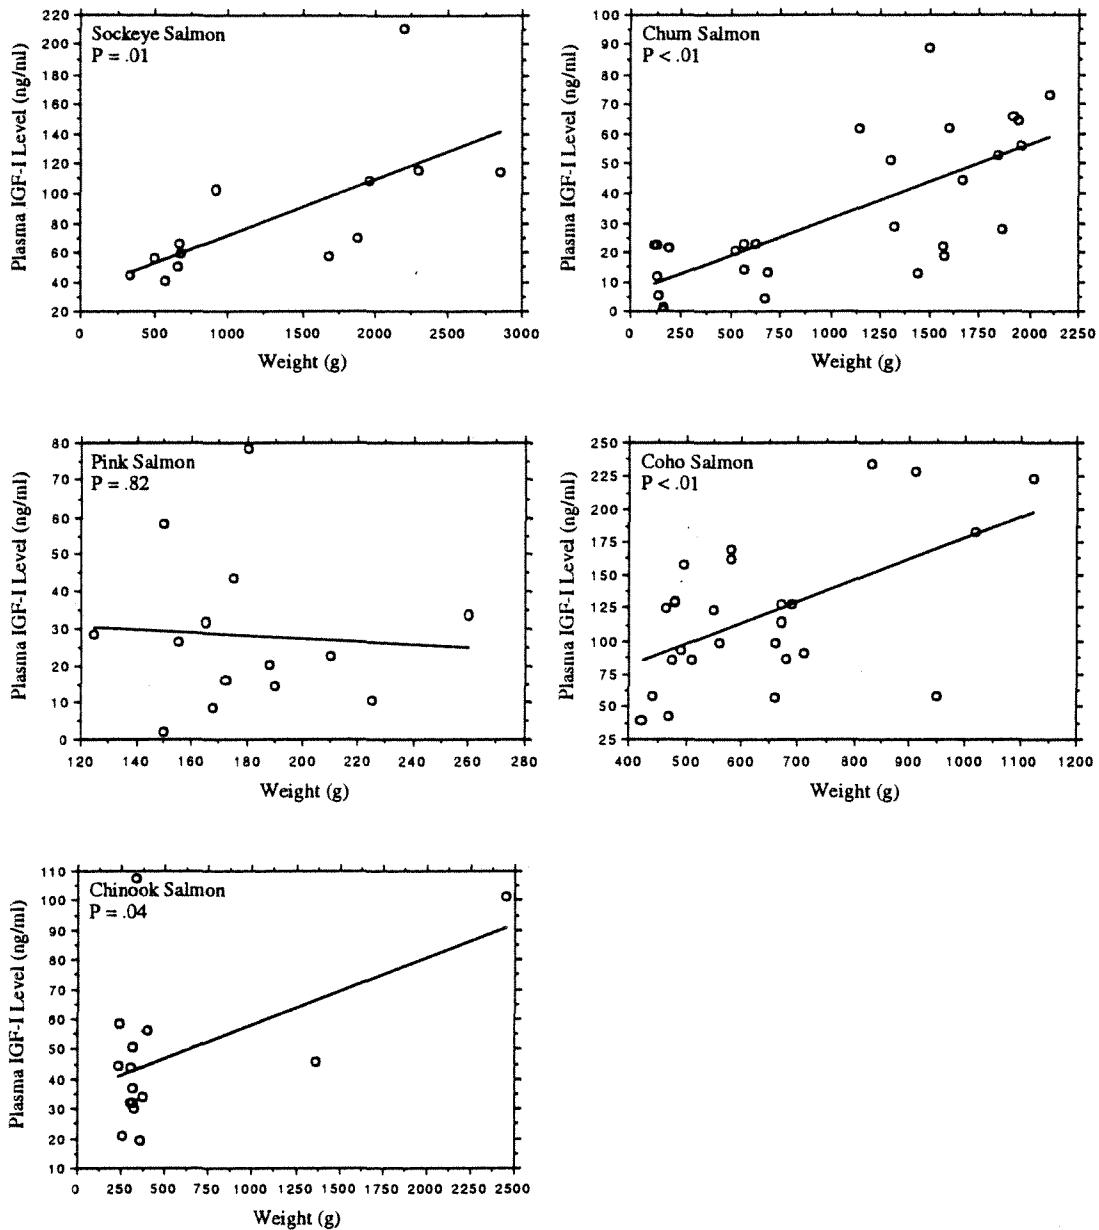 Sockeye Salmon
P = .01
Plasma IGF-I Level (ng/ml)
220
200
180
160
140
120
100
80
60
40
20
0 500 1000 1500 2000 2500 3000
Weight (g)
Chum Salmon
P < .01
Plasma IGF-I Level (ng/ml)
100
90
80
70
60
50
40
30
20
10
0
0 250 500 750 1000 1250 1500 1750 2000 2250
Weight (g)
Pink Salmon
P = .82
Plasma IGF-I Level (ng/ml)
80
70
60
50
40
30
20
10
0
120 140 160 180 200 220 240 260 280
Weight (g)
Coho Salmon
P < .01
Plasma IGF-I Level (ng/ml)
250
225
200
175
150
125
100
75
50
25
400 500 600 700 800 900 1000 1100 1200
Weight (g)
Chinook Salmon
P = .04
Plasma IGF-I Level (ng/ml)
110
100
90
80
70
60
50
40
30
20
10
0 250 500 750 1000 1250 1500 1750 2000 2250 2500
Weight (g)